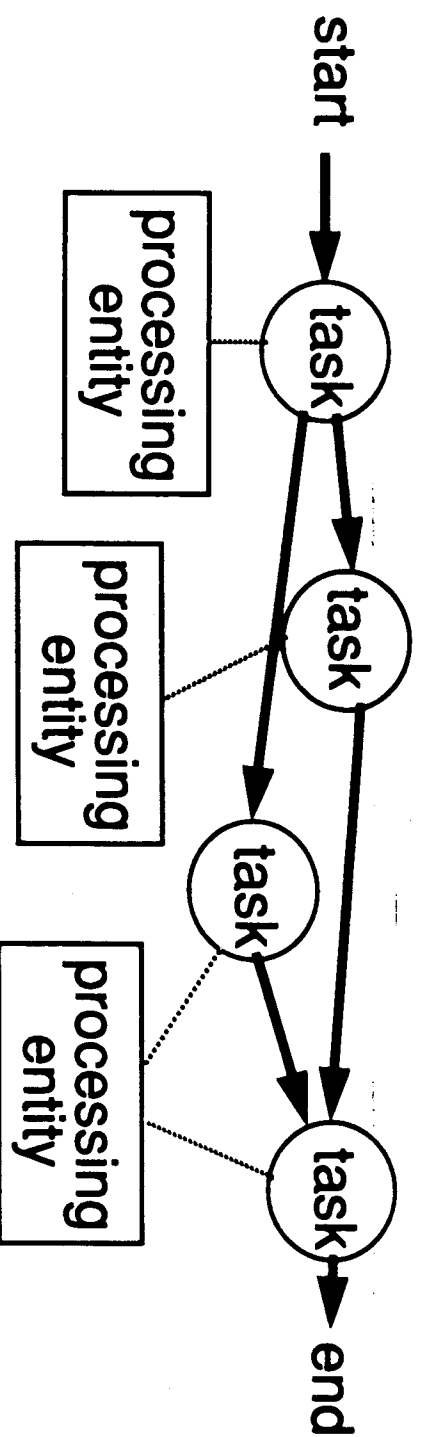 start
task
task
task
task
end
processing
entity
processing
entity
processing
entity